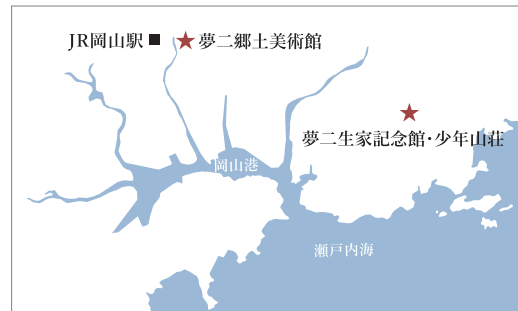 JR岡山駅
夢二郷土美術館
夢二生家記念館・少年山荘
岡山港
瀬戸内海